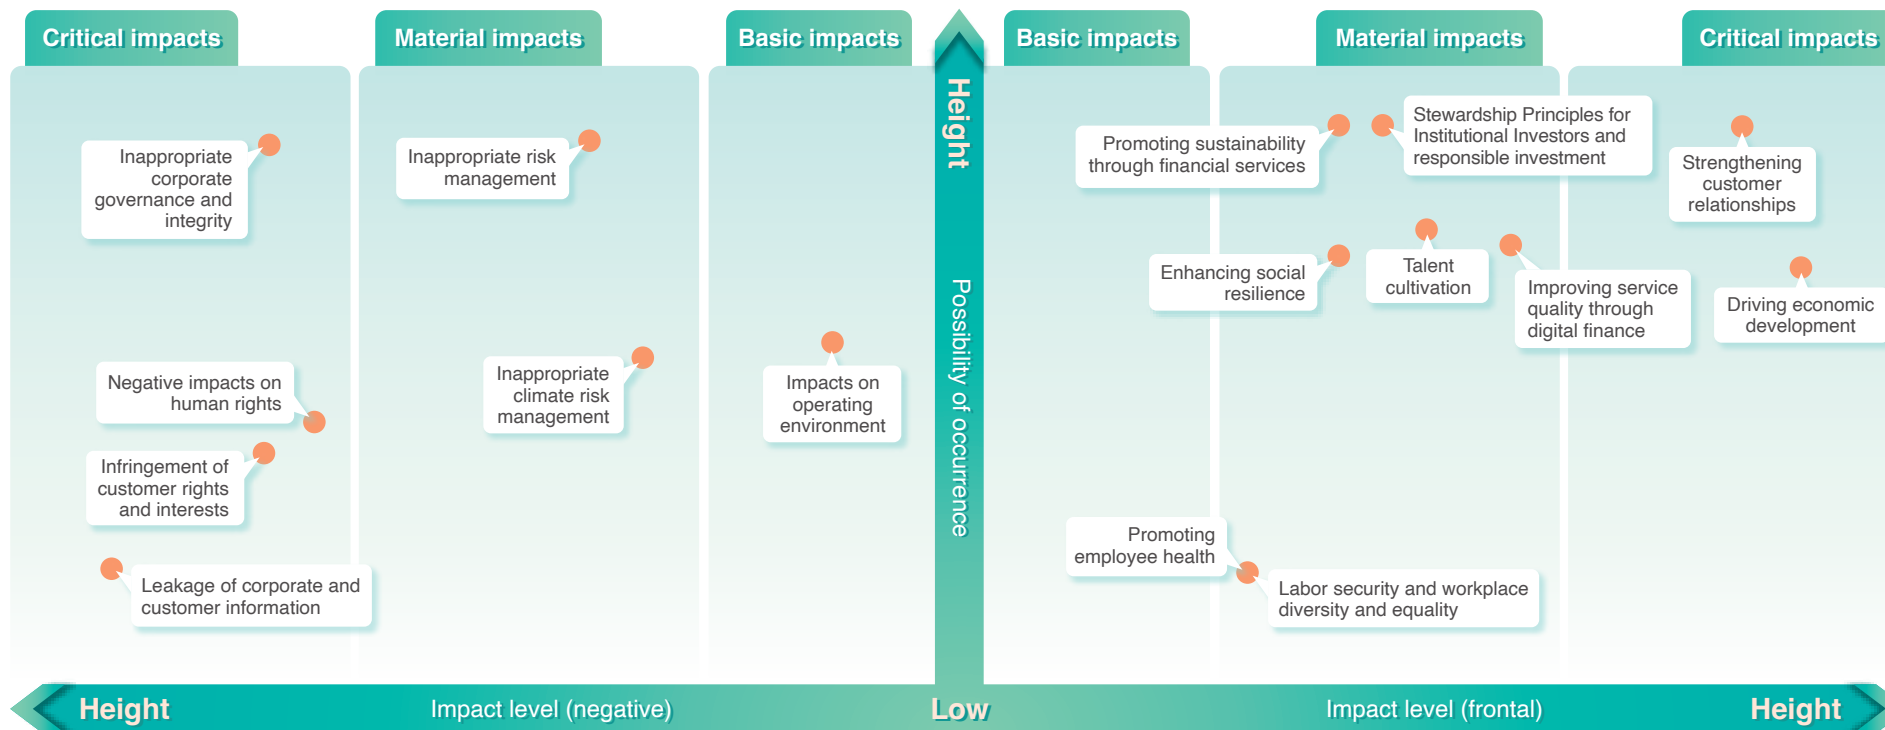 Critical impacts
Material impacts
Basic impacts
Basic impacts
Material impacts
Critical impacts
Height
Possibility of occurrence
Inappropriate
corporate
governance and
integrity
Inappropriate risk
management
Negative impacts on
human rights
Inappropriate
climate risk
management
Impacts on
operating
environment
Infringement of
customer rights
and interests
Leakage of corporate and
customer information
Promoting sustainability
through financial services
Stewardship Principles for
Institutional Investors and
responsible investment
Strengthening
customer
relationships
Enhancing social
resilience
Talent
cultivation
Improving service
quality through
digital finance
Driving economic
development
Promoting
employee health
Labor security and workplace
diversity and equality
Height
Impact level (negative)
Low
Impact level (frontal)
Height